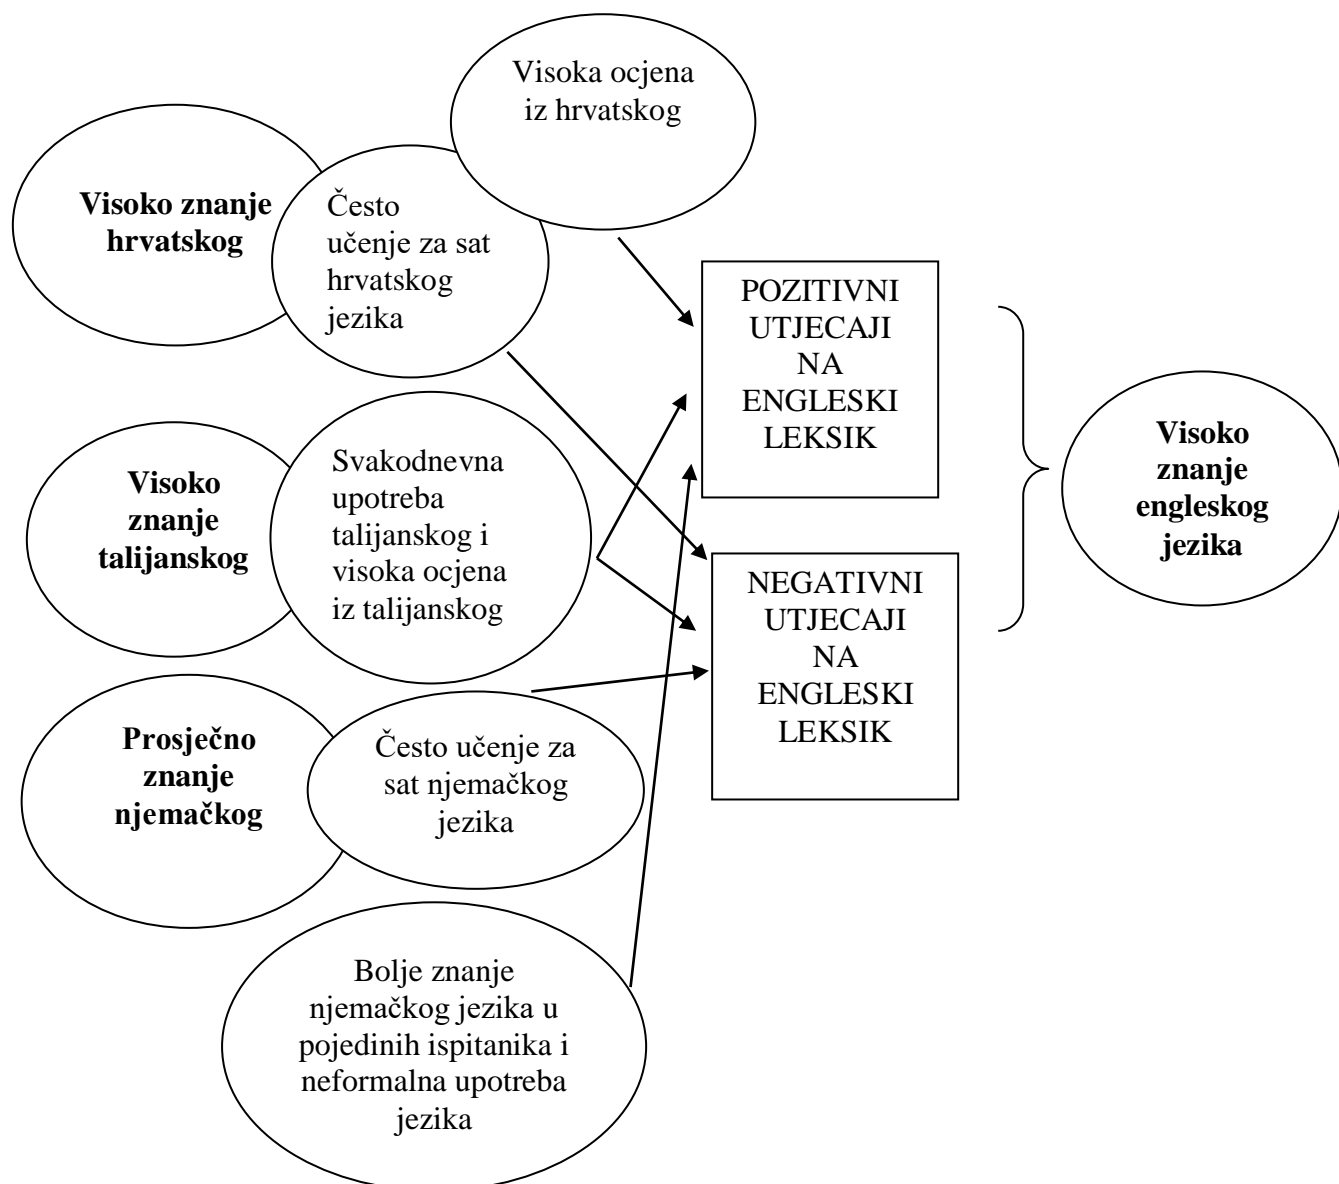 Visoka ocjena
iz hrvatskog
Visoko znanje
hrvatskog
Često
učenje za sat
hrvatskog
jezika
POZITIVNI
UTJECAJI
NA
ENGLESKI
LEKSIK
Visoko
znanje
engleskog
jezika
Visoko
znanje
talijanskog
Svakodnevna
upotreba
talijanskog i
visoka ocjena
iz talijanskog
NEGATIVNI
UTJECAJI
NA
ENGLESKI
LEKSIK
Prosječno
znanje
njemačkog
Često učenje za
sat njemačkog
jezika
Bolje znanje
njemačkog jezika u
pojedinih ispitanika i
neformalna upotreba
jezika